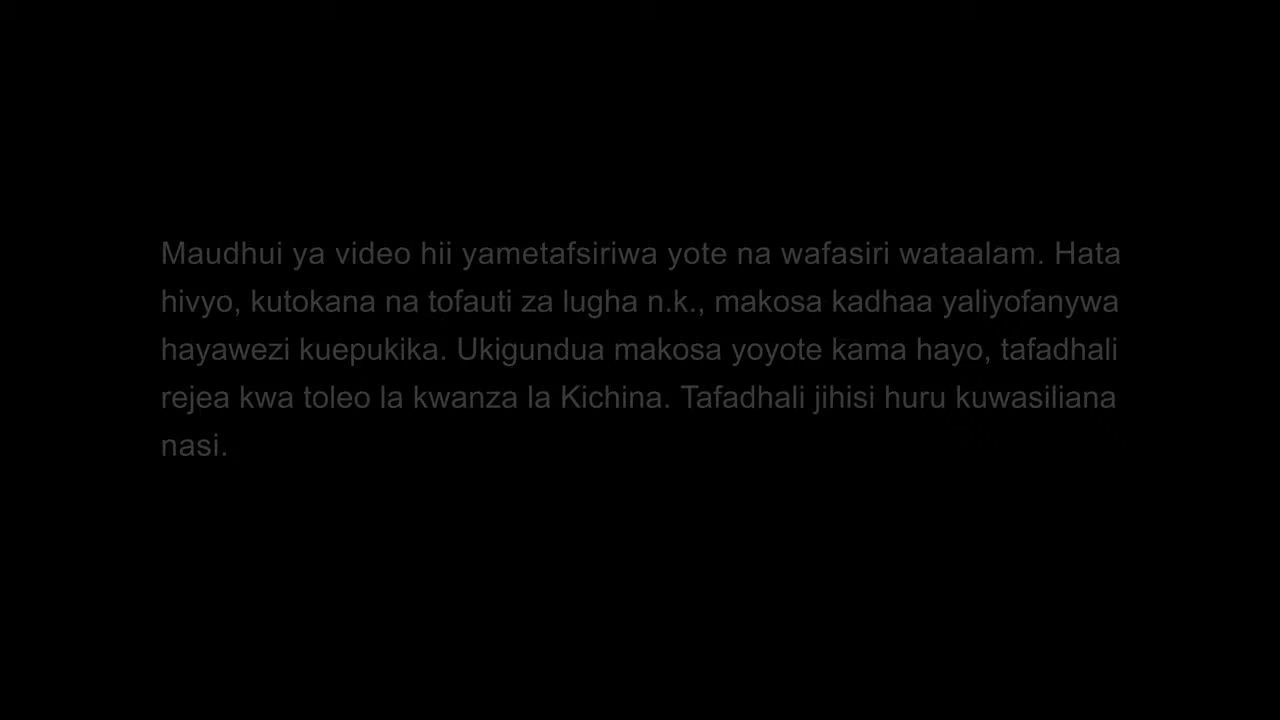 Maudhui ya video hii yametafsiriwa yote na wafasiri wataalam. Hata
hivyo, kutokana na tofauti za lugha n.k., makosa kadhaa yaliyofanywa
hayawezi kuepukika. Ukigundua makosa yoyote kama hayo, tafadhali
rejea kwa toleo la kwanza la Kichina. Tafadhali jihisi huru kuwasiliana
nasi.